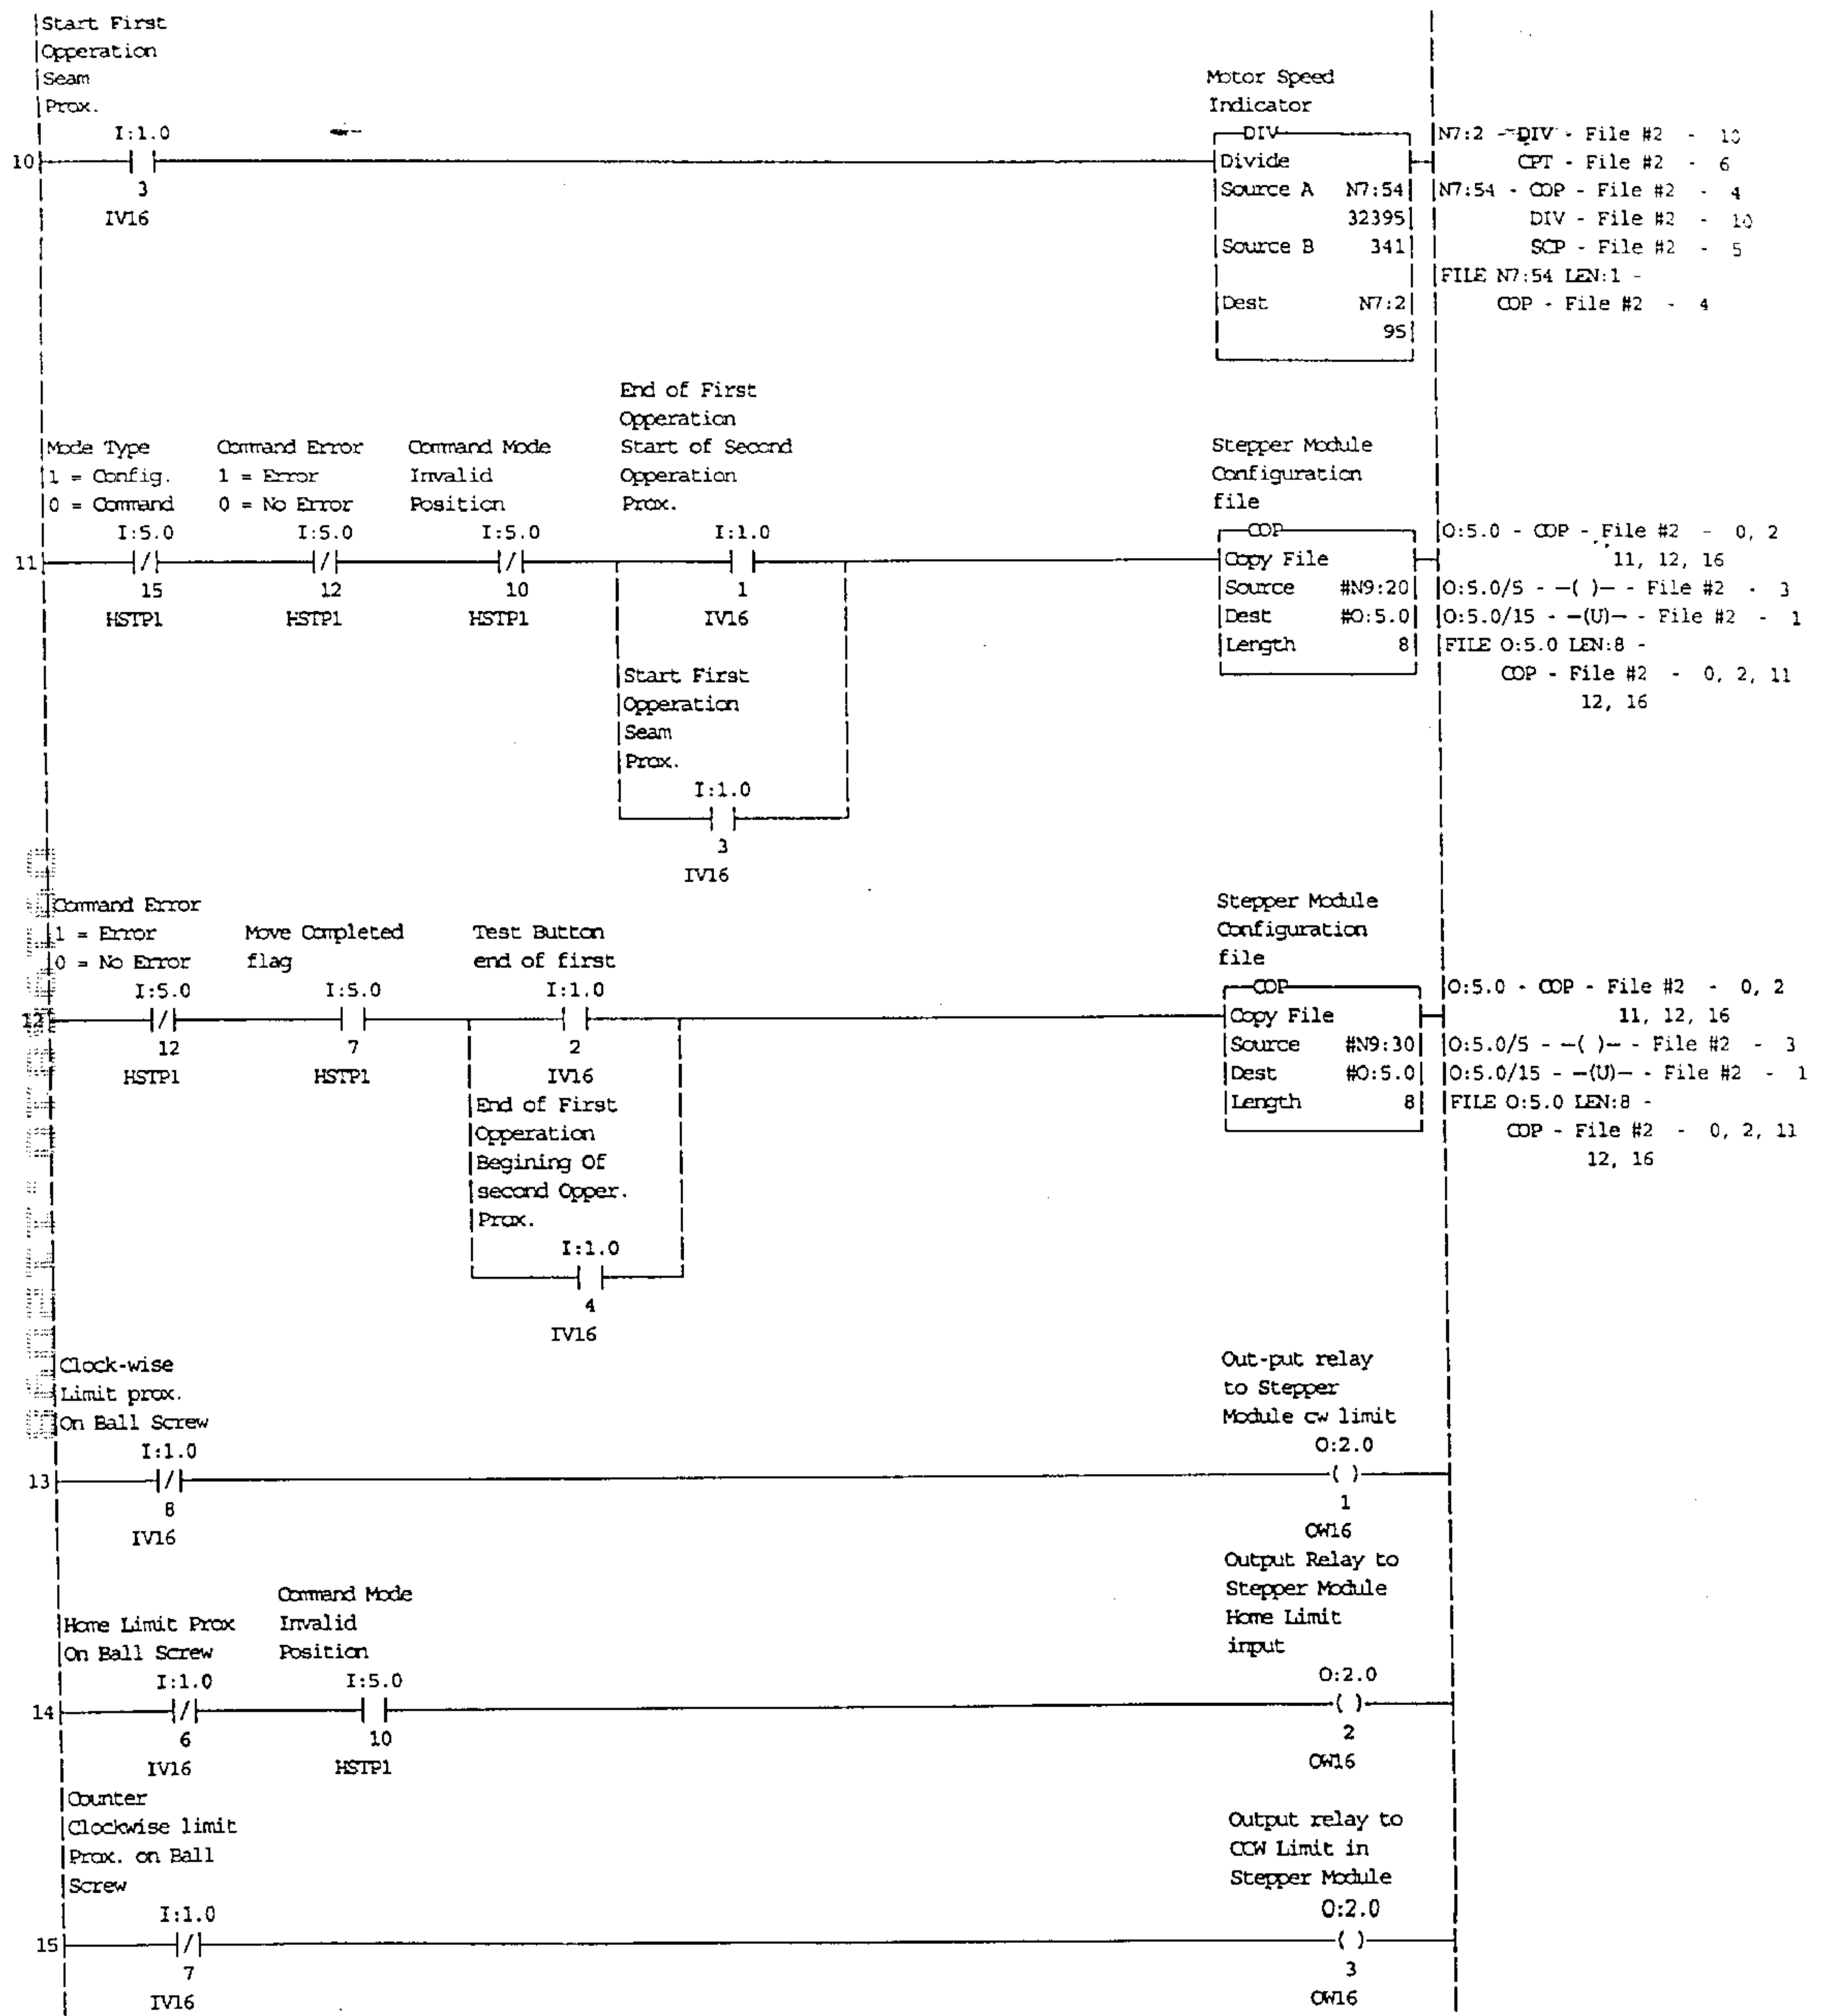 Start First
Opperation
Seam
Prox.
Motor Speed
Indicator
I:1.0
DIV
N7:2 - DIV - File #2 - 10
10
Divide
CPT - File #2 - 6
3
Source A N7:54
N7:54 - COP - File #2 - 4
IV16
32395
DIV - File #2 - 10
Source B 341
SCP - File #2 - 5
FILE N7:54 LEN:1 -
Dest N7:2
COP - File #2 - 4
95
End of First
Opperation
Mode Type Command Error Command Mode Start of Second
Stepper Module
1 = Config. 1 = Error Invalid Opperation
Configuration
0 = Command 0 = No Error Position Prox.
file
I:5.0 I:5.0 I:5.0 I:1.0
COP
O:5.0 - COP - File #2 - 0, 2
11
Copy File
11, 12, 16
15 12 10 1
Source #N9:20
O:5.0/5 - -( )- - File #2 - 3
HSTP1 HSTP1 HSTP1 IV16
Dest #O:5.0
O:5.0/15 - -(U)- - File #2 - 1
Length 8
FILE O:5.0 LEN:8 -
Start First
COP - File #2 - 0, 2, 11
Opperation
12, 16
Seam
Prox.
I:1.0
3
IV16
Command Error
Stepper Module
1 = Error Move Completed Test Button
Configuration
0 = No Error flag end of first
file
I:5.0 I:5.0 I:1.0
COP
O:5.0 - COP - File #2 - 0, 2
12
Copy File
11, 12, 16
12 7 2
Source #N9:30
O:5.0/5 - -( )- - File #2 - 3
HSTP1 HSTP1 IV16
Dest #O:5.0
O:5.0/15 - -(U)- - File #2 - 1
End of First
Length 8
FILE O:5.0 LEN:8 -
Opperation
COP - File #2 - 0, 2, 11
Begining Of
12, 16
second Opper.
Prox.
I:1.0
4
IV16
Clock-wise
Out-put relay
Limit prox.
to Stepper
On Ball Screw
Module cw limit
I:1.0
O:2.0
13
( )
8
1
IV16
OW16
Output Relay to
Command Mode
Stepper Module
Home Limit Prox Invalid
Home Limit
On Ball Screw Position
input
I:1.0 I:5.0
O:2.0
14
( )
6 10
2
IV16 HSTP1
OW16
Counter
Clockwise limit
Output relay to
Prox. on Ball
CCW Limit in
Screw
Stepper Module
I:1.0
O:2.0
15
( )
7
3
IV16
OW16